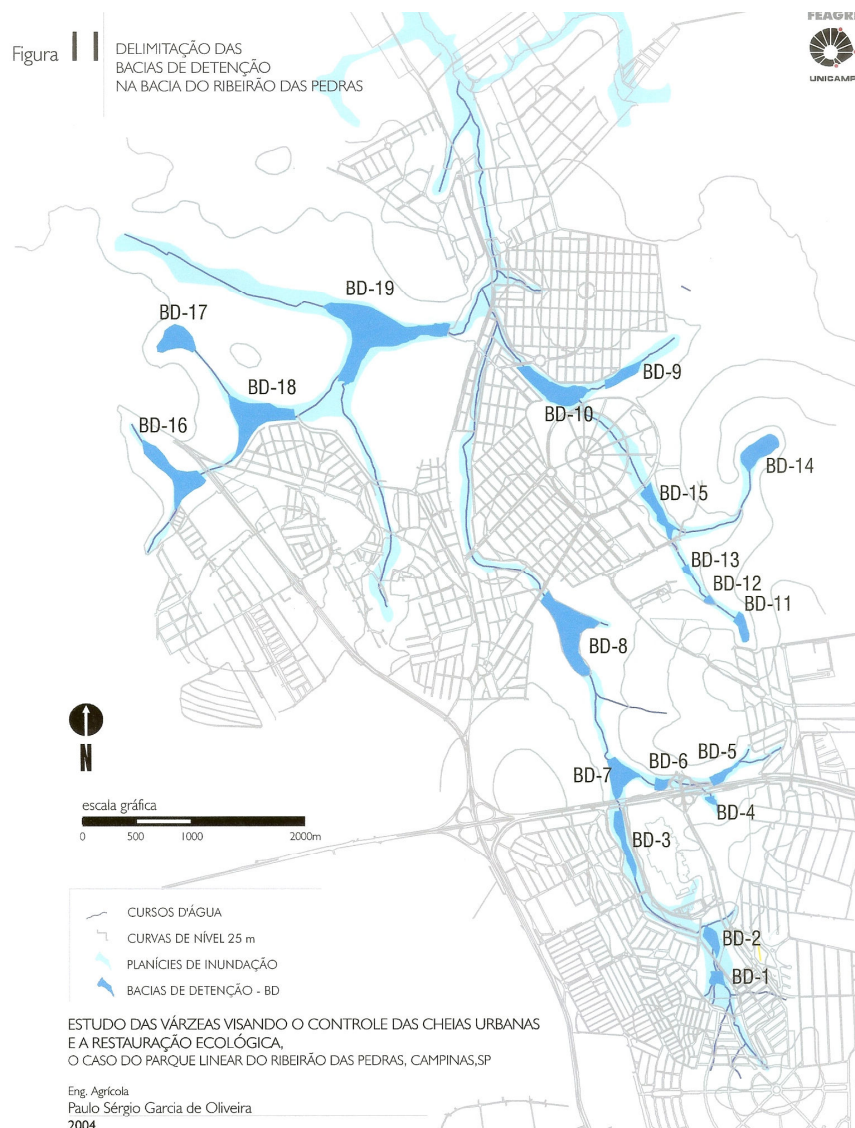 Figura 11
DELIMITAÇÃO DAS
BACIAS DE DETENÇÃO
NA BACIA DO RIBEIRÃO DAS PEDRAS
FEAGRI
UNICAMP
BD-19
BD-17
BD-18
BD-16
BD-9
BD-10
BD-14
BD-15
BD-13
BD-12
BD-11
BD-8
BD-7
BD-6
BD-5
BD-4
BD-3
BD-2
BD-1
N
escala gráfica
0 500 1000 2000m
CURSOS D'ÁGUA
CURVAS DE NÍVEL 25 m
PLANÍCIES DE INUNDAÇÃO
BACIAS DE DETENÇÃO - BD
ESTUDO DAS VÁRZEAS VISANDO O CONTROLE DAS CHEIAS URBANAS
E A RESTAURAÇÃO ECOLÓGICA,
O CASO DO PARQUE LINEAR DO RIBEIRÃO DAS PEDRAS, CAMPINAS,SP
Eng. Agrícola
Paulo Sérgio Garcia de Oliveira
2004